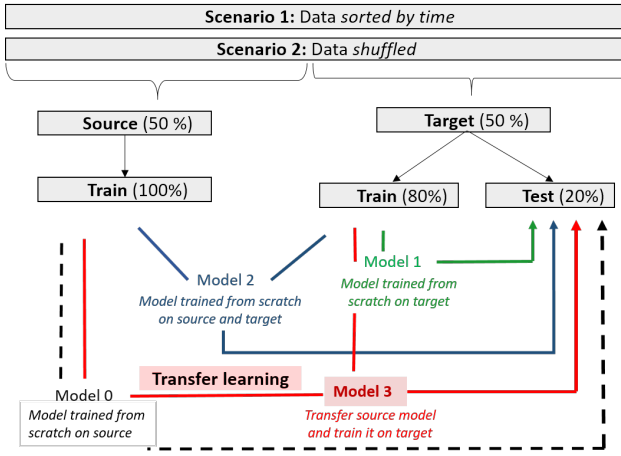 Scenario 1: Data sorted by time
Scenario 2: Data shuffled
Source (50 %)
Target (50 %)
Train (100%)
Train (80%)
Test (20%)
Model 2
Model trained from scratch
on source and target
Model 1
Model trained from
scratch on target
Transfer learning
Model 0
Model trained from
scratch on source
Model 3
Transfer source model
and train it on target